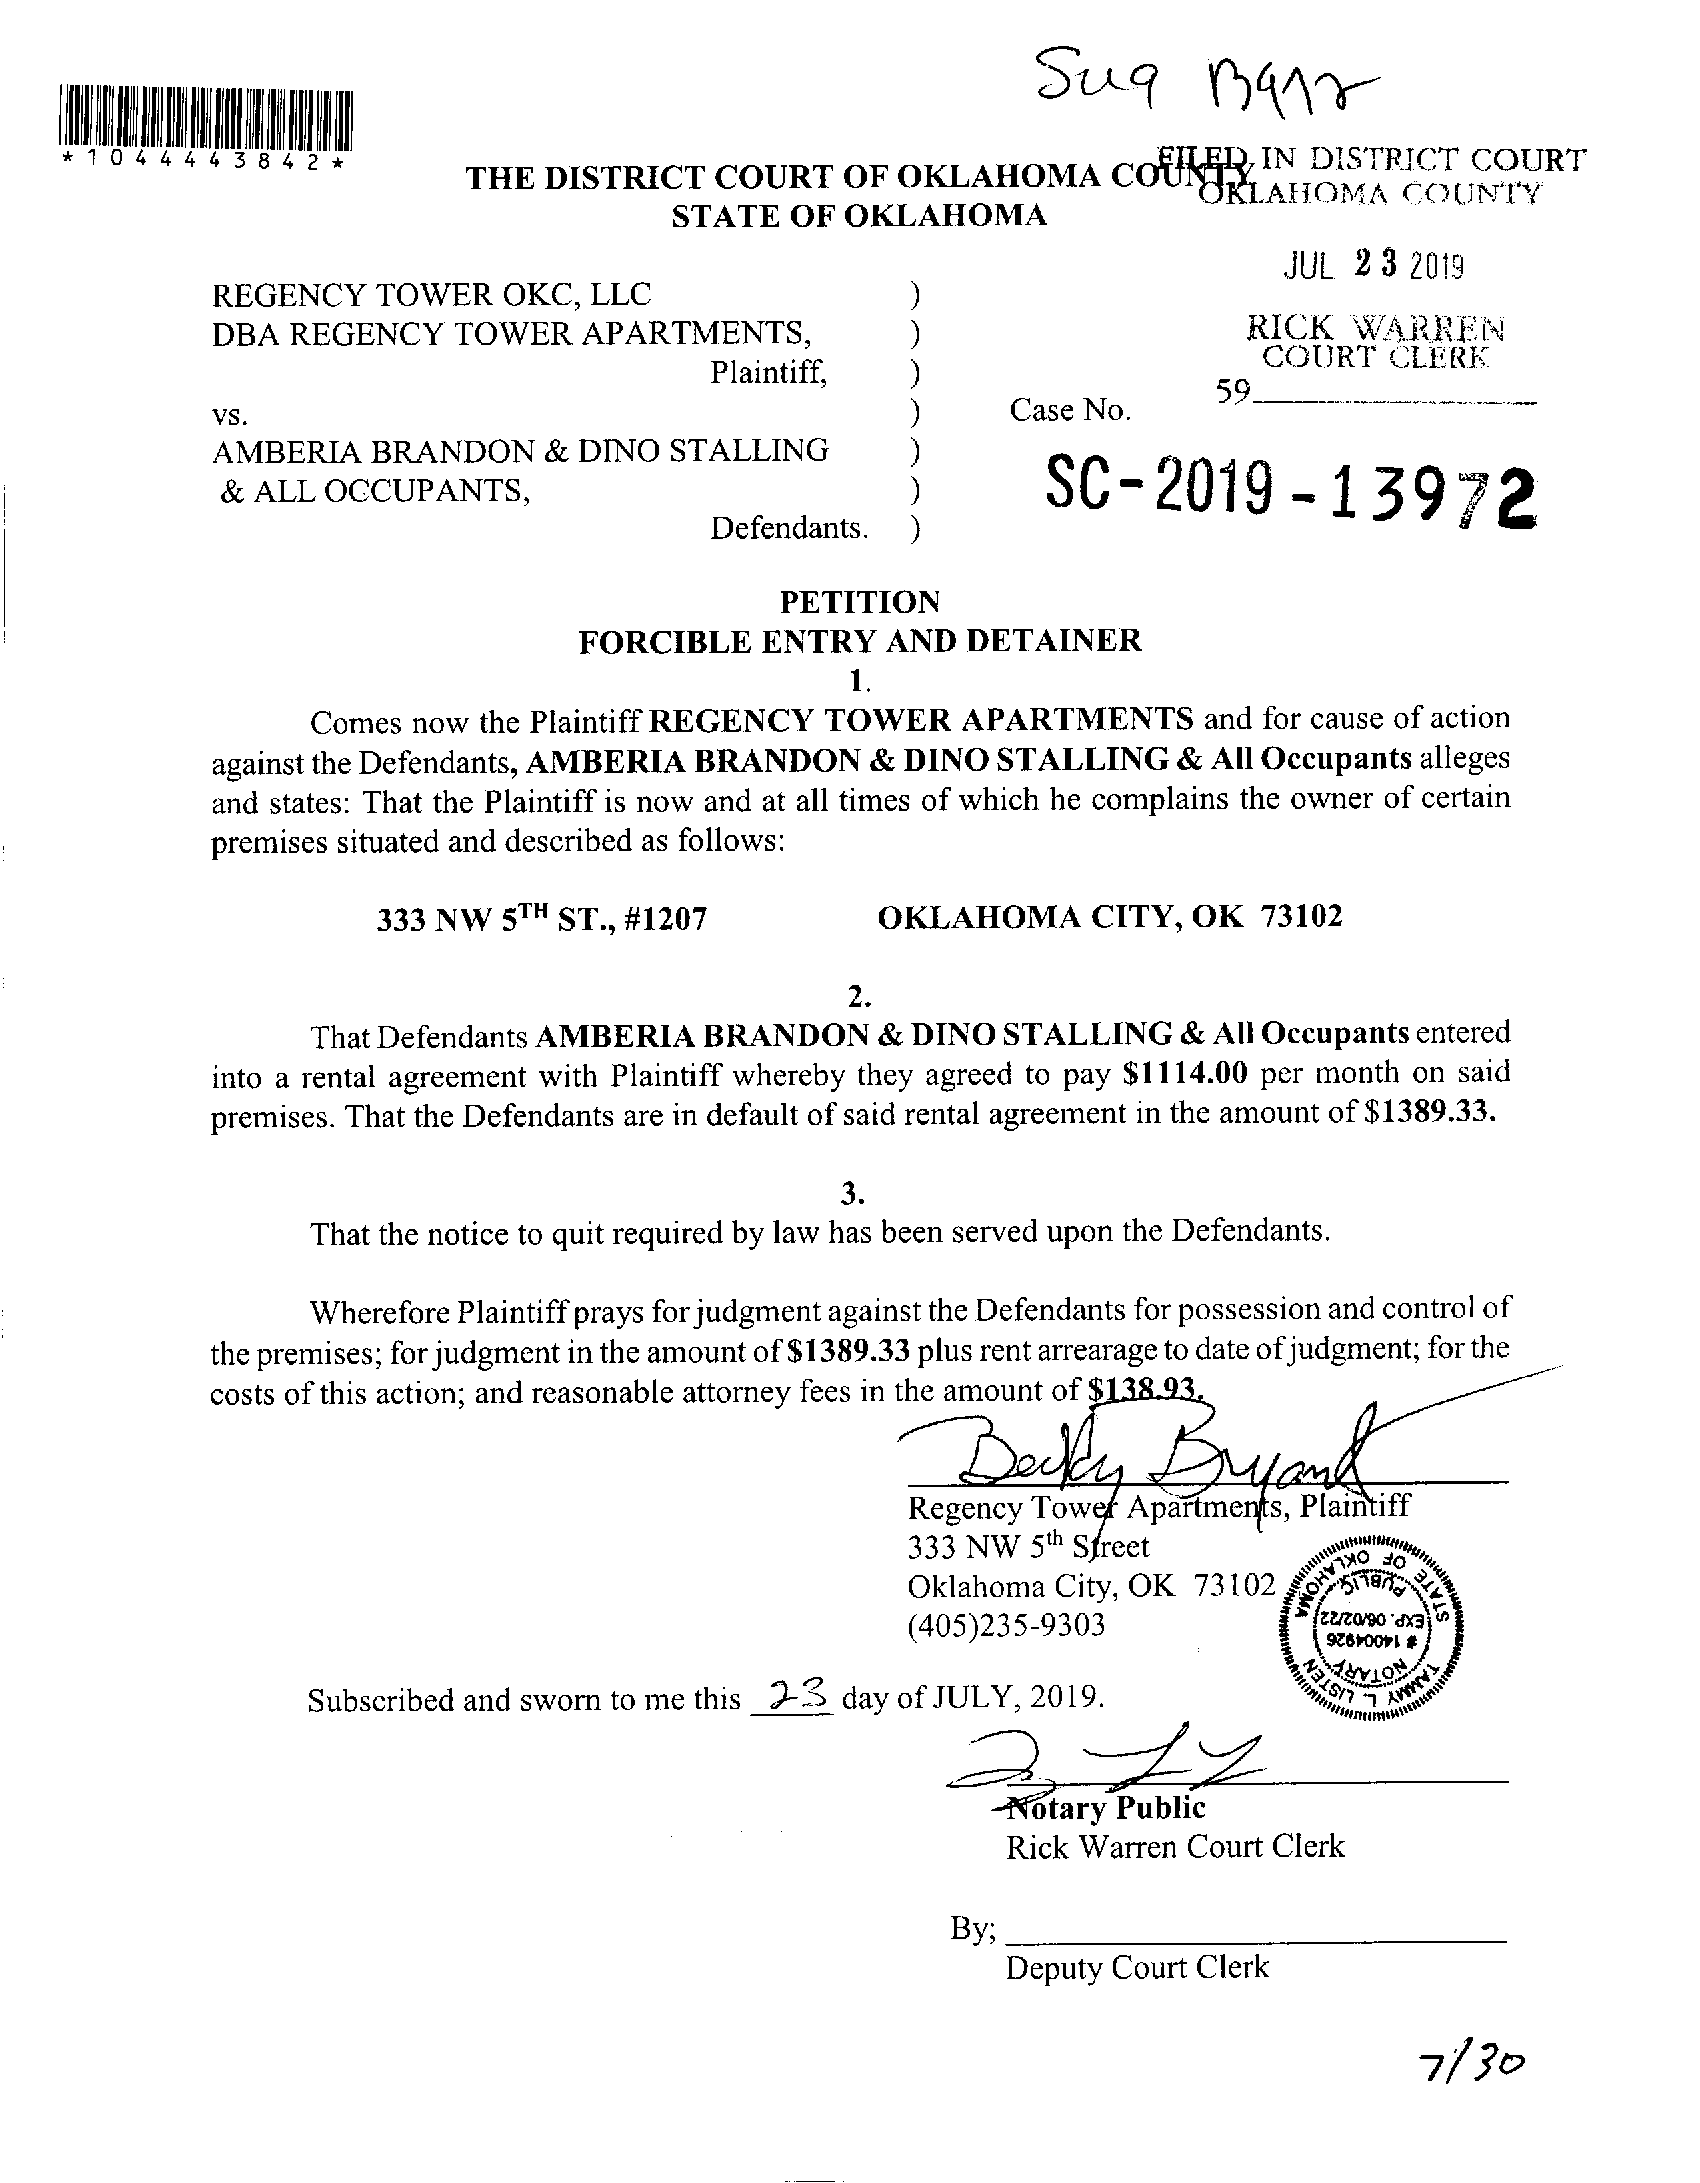 *1044443842*
THE DISTRICT COURT OF OKLAHOMA COUNTY
STATE OF OKLAHOMA
FILED IN DISTRICT COURT
OKLAHOMA COUNTY
JUL 23 2019
RICK WARREN
COURT CLERK
59
REGENCY TOWER OKC, LLC )
DBA REGENCY TOWER APARTMENTS, )
Plaintiff, )
vs. ) Case No.
AMBERIA BRANDON & DINO STALLING )
& ALL OCCUPANTS, )
Defendants. )
SC-2019-13972
PETITION
FORCIBLE ENTRY AND DETAINER
1.
Comes now the Plaintiff REGENCY TOWER APARTMENTS and for cause of action
against the Defendants, AMBERIA BRANDON & DINO STALLING & All Occupants alleges
and states: That the Plaintiff is now and at all times of which he complains the owner of certain
premises situated and described as follows:
333 NW 5TH ST., #1207 OKLAHOMA CITY, OK 73102
2.
That Defendants AMBERIA BRANDON & DINO STALLING & All Occupants entered
into a rental agreement with Plaintiff whereby they agreed to pay $1114.00 per month on said
premises. That the Defendants are in default of said rental agreement in the amount of $1389.33.
3.
That the notice to quit required by law has been served upon the Defendants.
Wherefore Plaintiff prays for judgment against the Defendants for possession and control of
the premises; for judgment in the amount of $1389.33 plus rent arrearage to date of judgment; for the
costs of this action; and reasonable attorney fees in the amount of $138.93.
Becky Bryant
Regency Tower Apartments, Plaintiff
333 NW 5th Street
Oklahoma City, OK 73102
(405)235-9303
TAMMY L LISTEN
NOTARY
# 14004926
EXP. 06/02/22
PUBLIC
STATE OF OKLAHOMA
Subscribed and sworn to me this 23 day of JULY, 2019.
Notary Public
Rick Warren Court Clerk
By;
Deputy Court Clerk
7/30